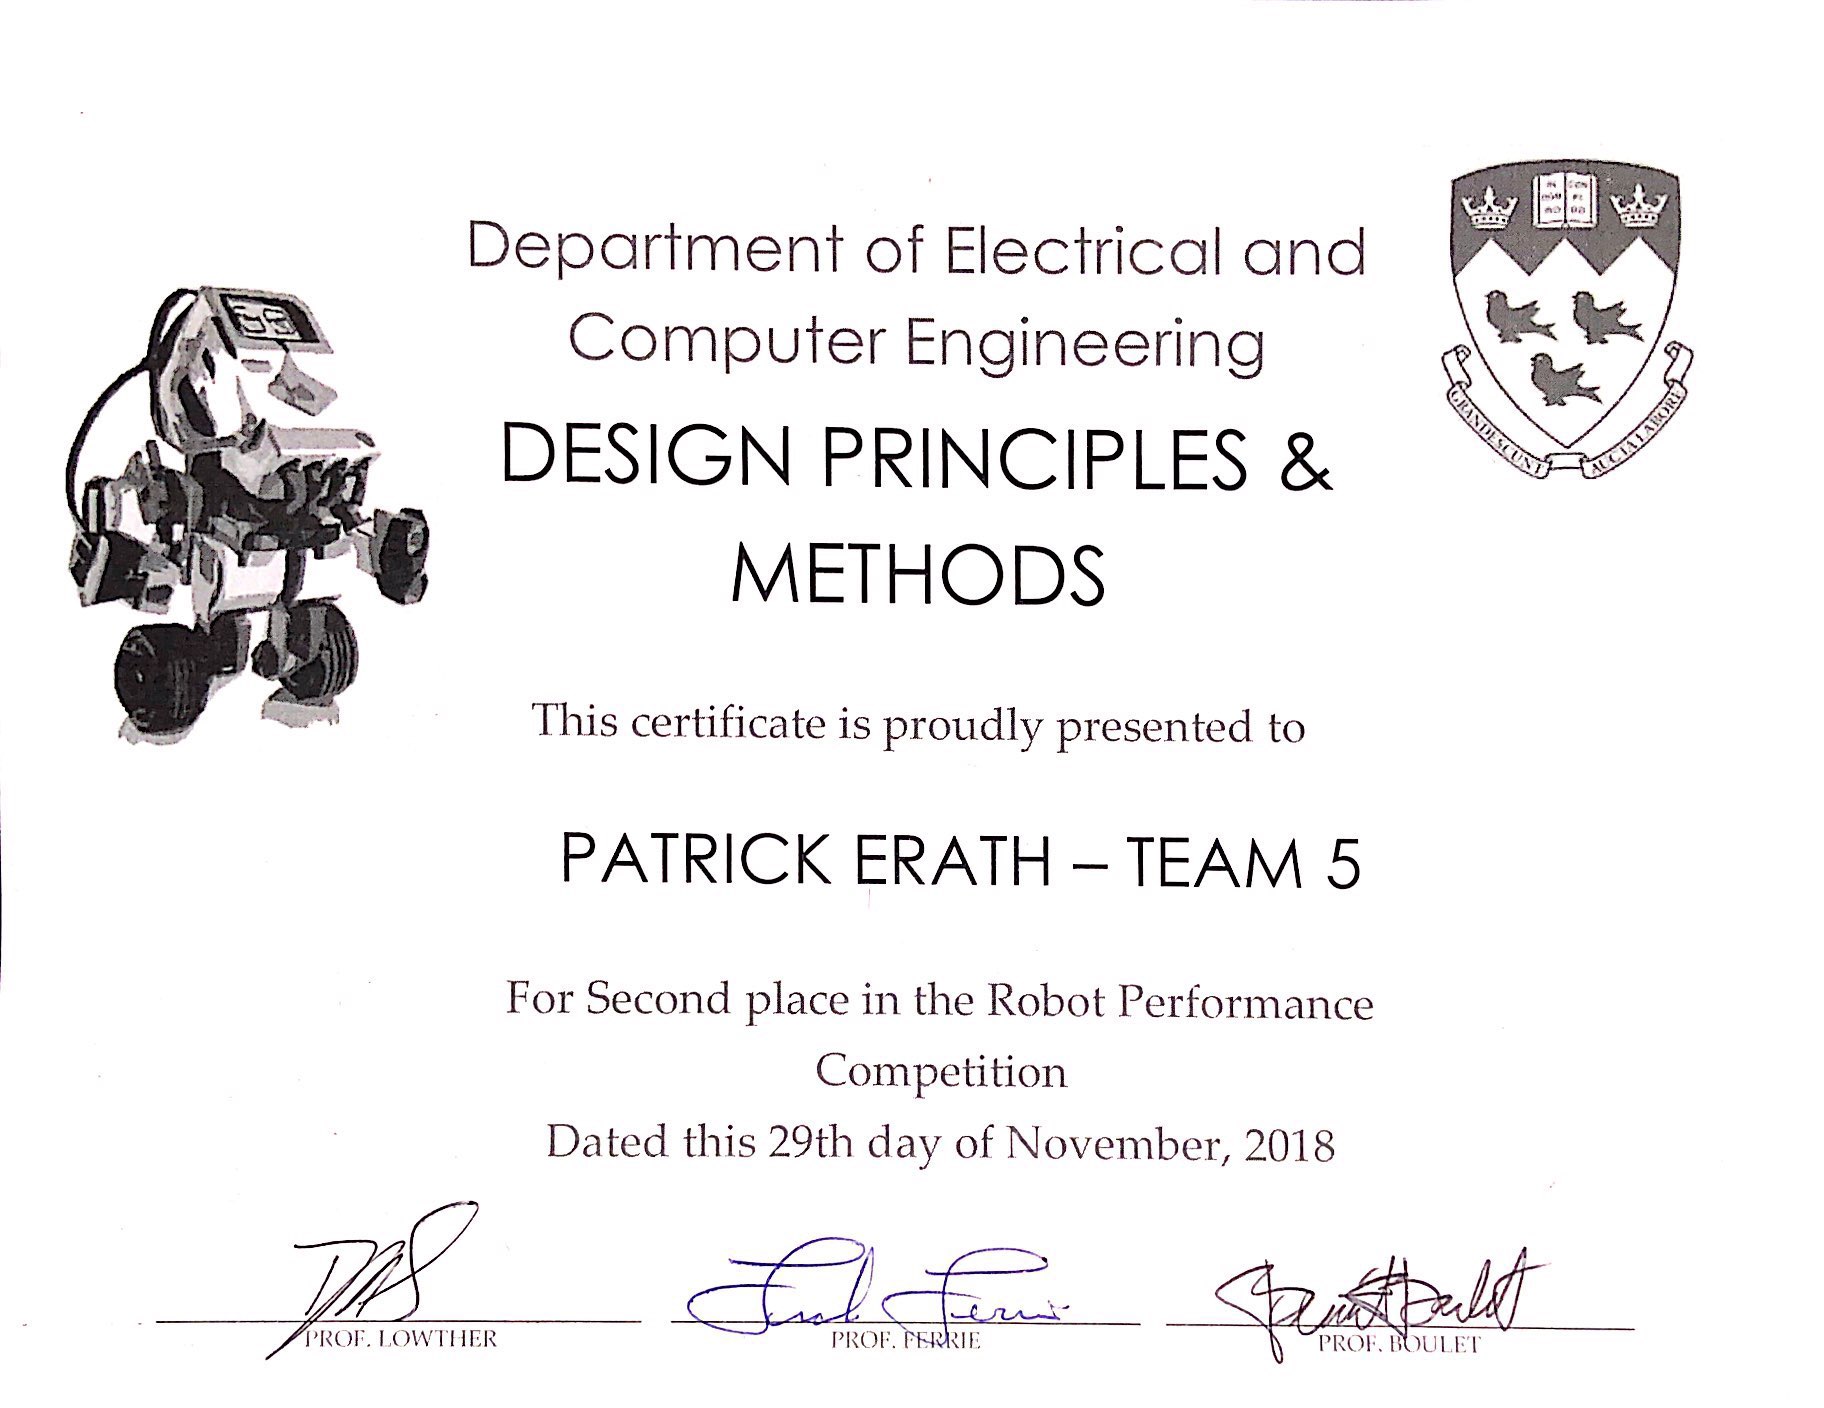 Department of Electrical and
Computer Engineering
DESIGN PRINCIPLES &
METHODS
GRANDESCUNT AUCTA LABORE
This certificate is proudly presented to
PATRICK ERATH – TEAM 5
For Second place in the Robot Performance
Competition
Dated this 29th day of November, 2018
PROF. LOWTHER
PROF. FERRIE
PROF. BOULET